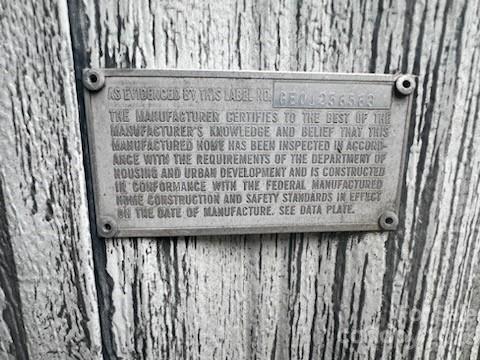 AS EVIDENCED BY THIS LABEL NO.
THE MANUFACTURER CERTIFIES TO THE BEST OF THE
MANUFACTURER'S KNOWLEDGE AND BELIEF THAT THIS
MANUFACTURED HOME HAS BEEN INSPECTED IN ACCORD-
ANCE WITH THE REQUIREMENTS OF THE DEPARTMENT OF
HOUSING AND URBAN DEVELOPMENT AND IS CONSTRUCTED
IN CONFORMANCE WITH THE FEDERAL MANUFACTURED
HOME CONSTRUCTION AND SAFETY STANDARDS IN EFFECT
ON THE DATE OF MANUFACTURE. SEE DATA PLATE.